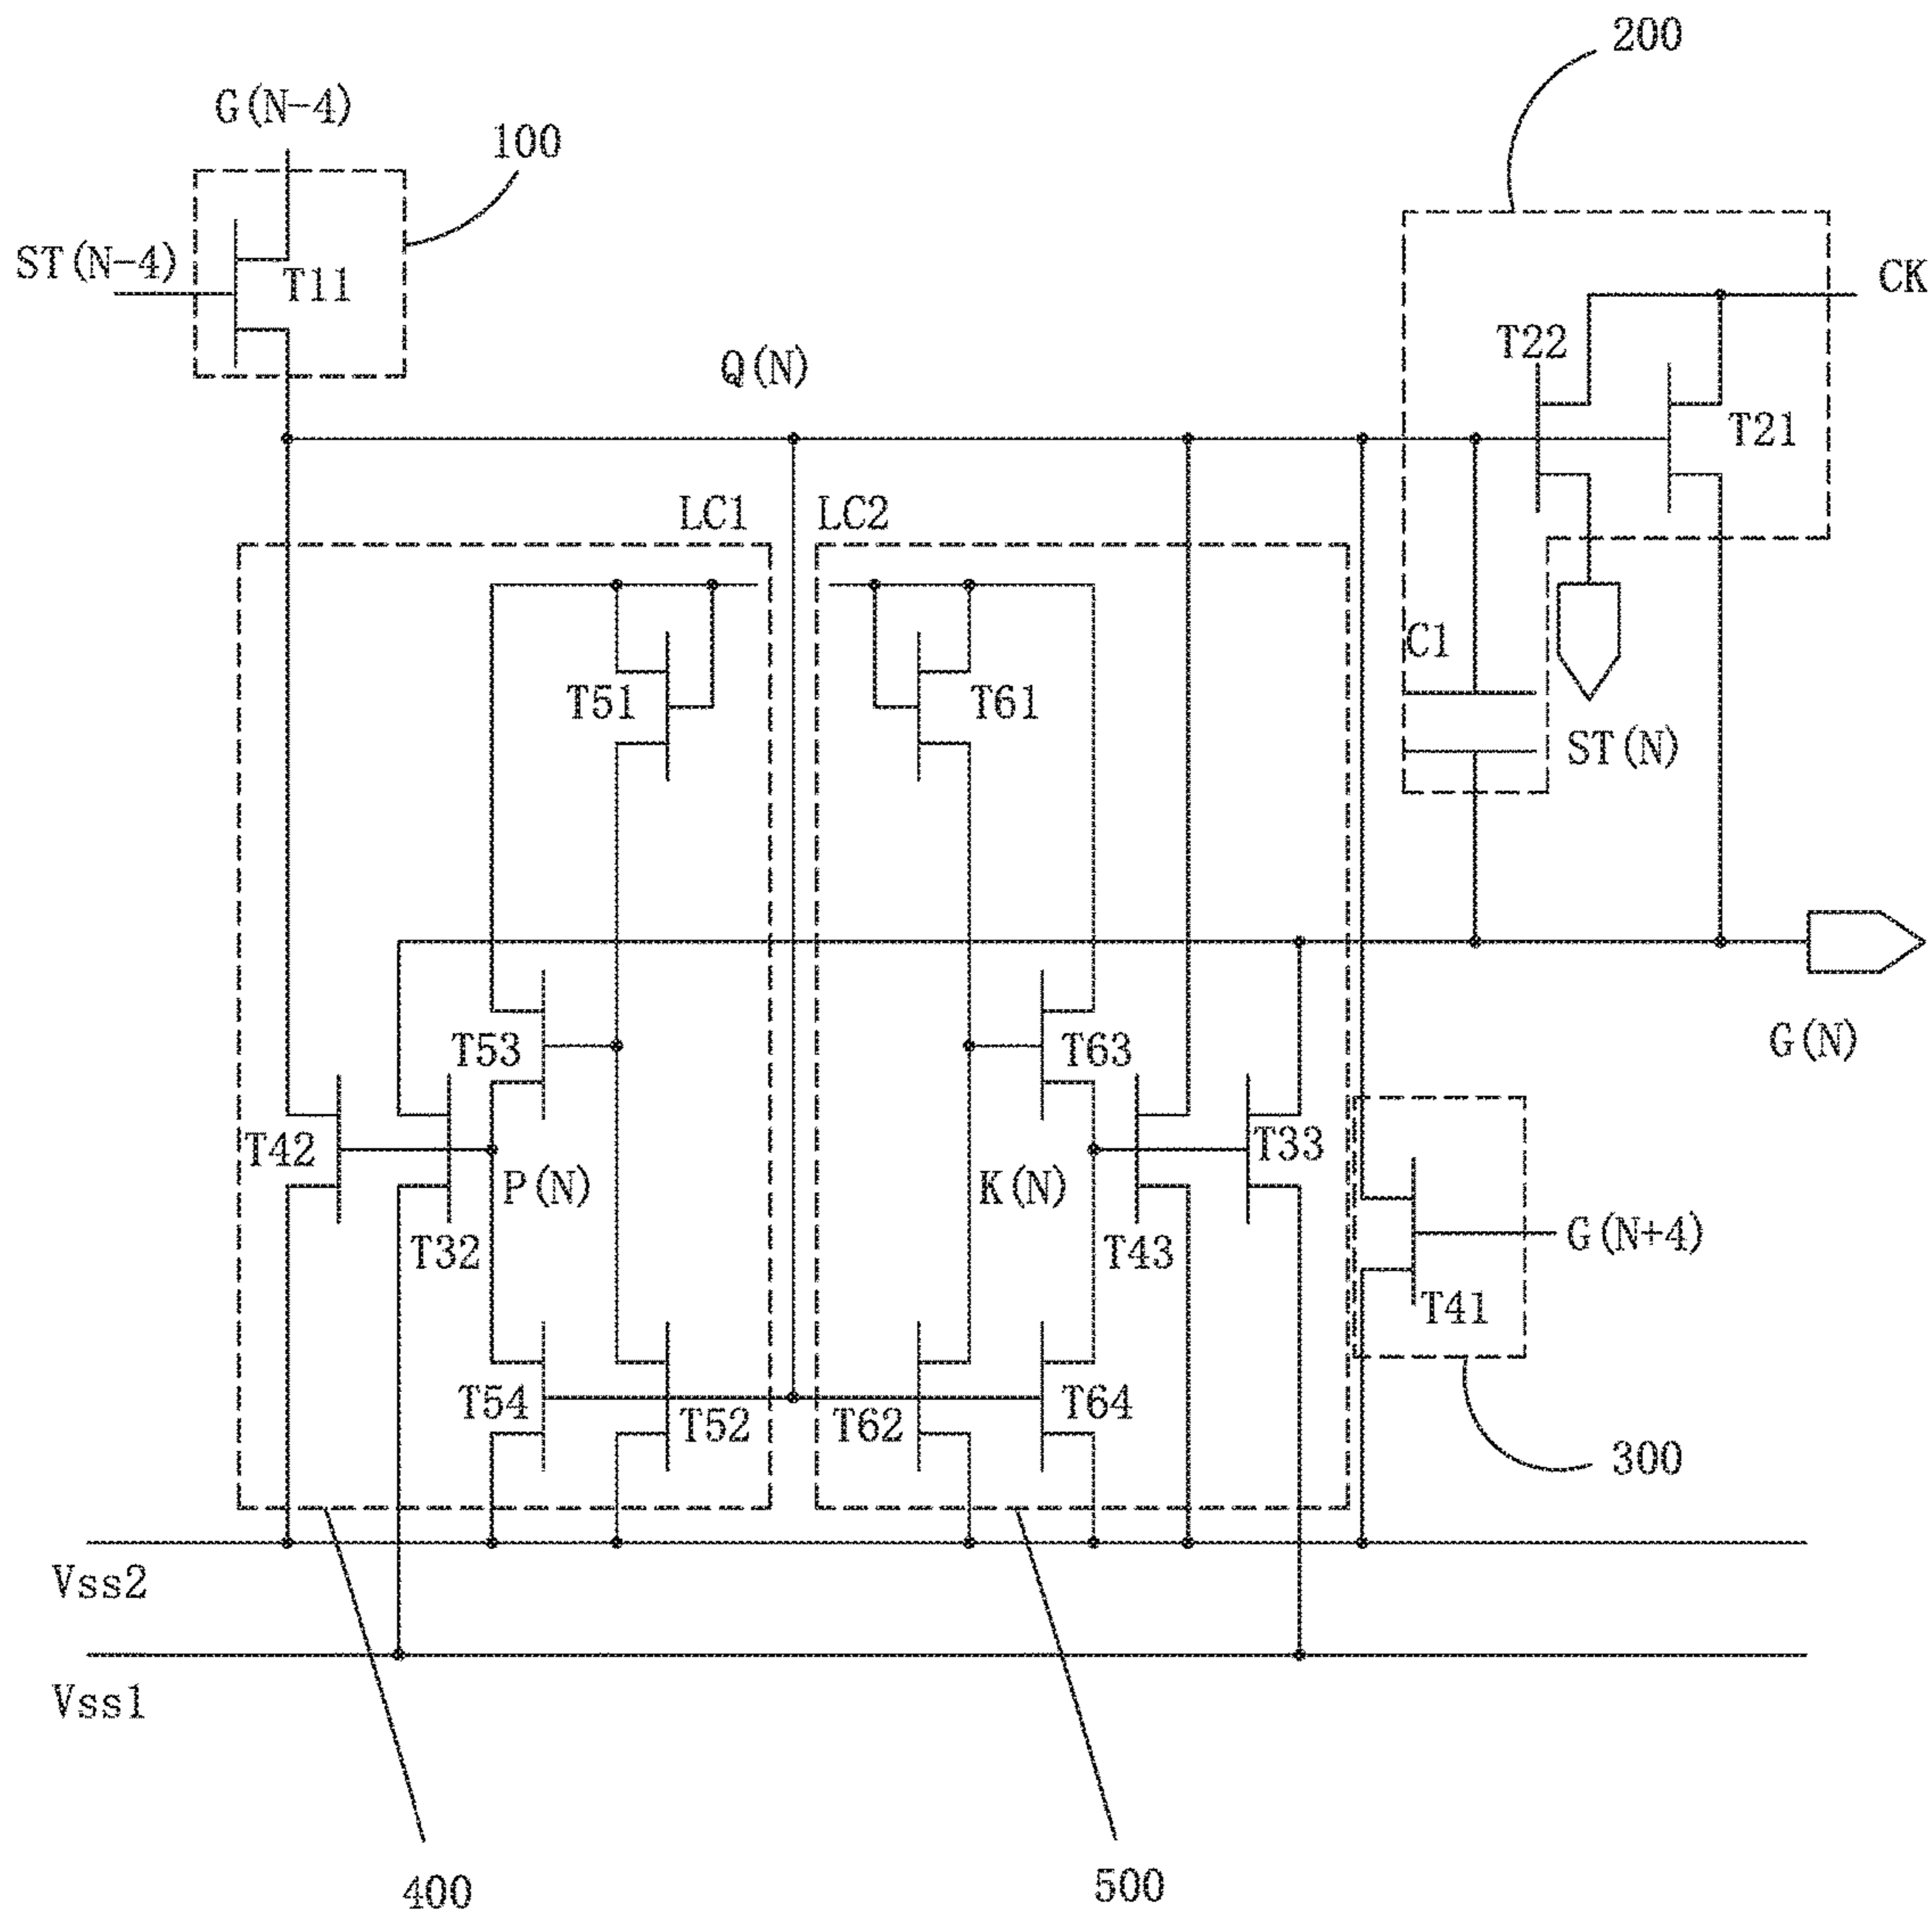 200
G(N-4)
100
ST(N-4)
T11
CK
T22
Q(N)
T21
LC1
LC2
C1
T51
T61
ST(N)
T53
T63
G(N)
T42
T33
P(N)
K(N)
T32
T43
G(N+4)
T41
T54
T52
T62
T64
300
Vss2
Vss1
400
500